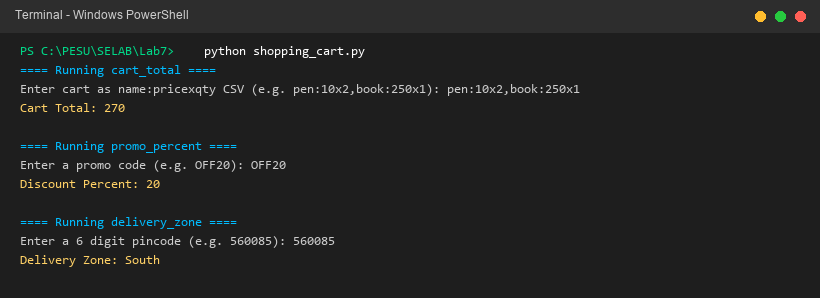 Terminal - Windows PowerShell
PS C:\PESU\SELAB\Lab7> python shopping_cart.py
==== Running cart_total ====
Enter cart as name:pricexqty CSV (e.g. pen:10x2,book:250x1): pen:10x2,book:250x1
Cart Total: 270
==== Running promo_percent ====
Enter a promo code (e.g. OFF20): OFF20
Discount Percent: 20
==== Running delivery_zone ====
Enter a 6 digit pincode (e.g. 560085): 560085
Delivery Zone: South